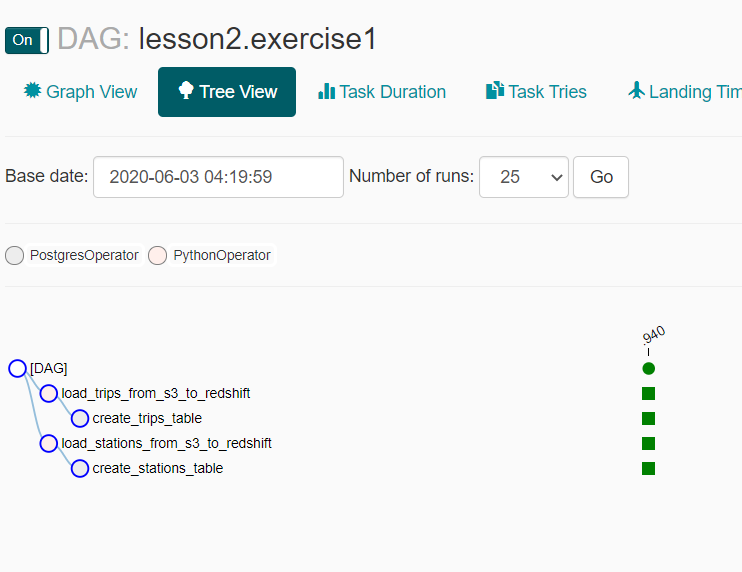 On DAG: lesson2.exercise1
Graph View Tree View Task Duration Task Tries Landing Tim
Base date: 2020-06-03 04:19:59 Number of runs: 25 Go
PostgresOperator PythonOperator
.940
[DAG]
load_trips_from_s3_to_redshift
create_trips_table
load_stations_from_s3_to_redshift
create_stations_table